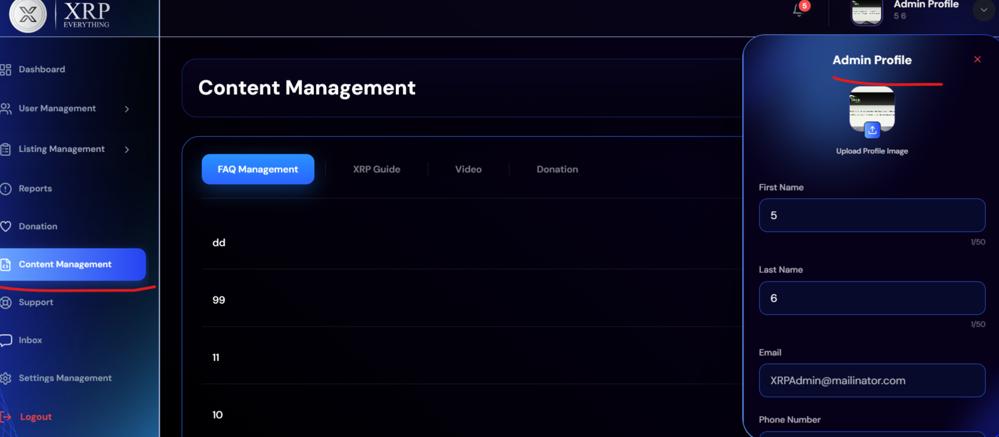 XRP
EVERYTHING
5
Admin Profile
5 6
Dashboard
User Management
Listing Management
Reports
Donation
Content Management
Support
Inbox
Settings Management
Logout
Content Management
FAQ Management
XRP Guide
Video
Donation
dd
99
11
10
Admin Profile
Upload Profile Image
First Name
5
1/50
Last Name
6
1/50
Email
XRPAdmin@mailinator.com
Phone Number